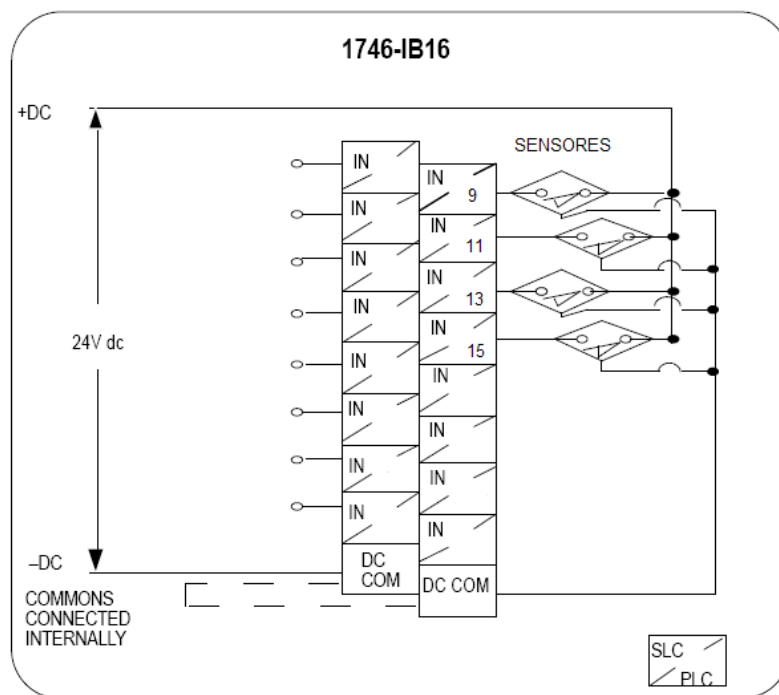 1746-IB16
+DC
SENSORES
IN
IN
9
IN
IN
11
IN
IN
13
24V dc
IN
IN
15
IN
IN
IN
IN
IN
IN
IN
IN
–DC
DC
COM
DC COM
COMMONS
CONNECTED
INTERNALLY
SLC
PLC